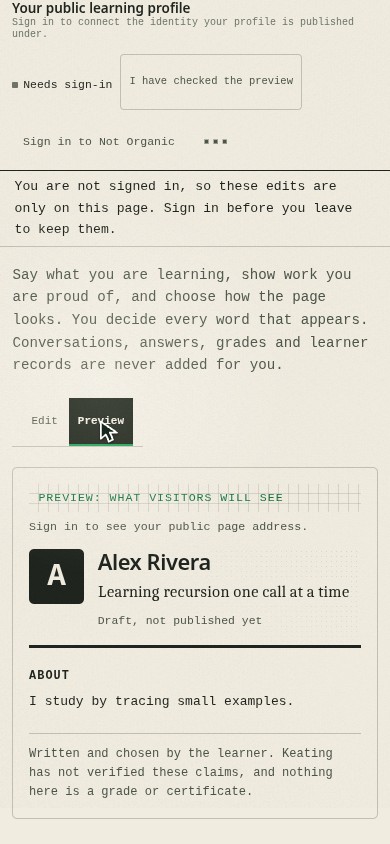 Your public learning profile
Sign in to connect the identity your profile is published
under.
Needs sign-in
I have checked the preview
Sign in to Not Organic
You are not signed in, so these edits are
only on this page. Sign in before you leave
to keep them.
Say what you are learning, show work you
are proud of, and choose how the page
looks. You decide every word that appears.
Conversations, answers, grades and learner
records are never added for you.
Edit
Preview
PREVIEW: WHAT VISITORS WILL SEE
Sign in to see your public page address.
A
Alex Rivera
Learning recursion one call at a time
Draft, not published yet
ABOUT
I study by tracing small examples.
Written and chosen by the learner. Keating
has not verified these claims, and nothing
here is a grade or certificate.